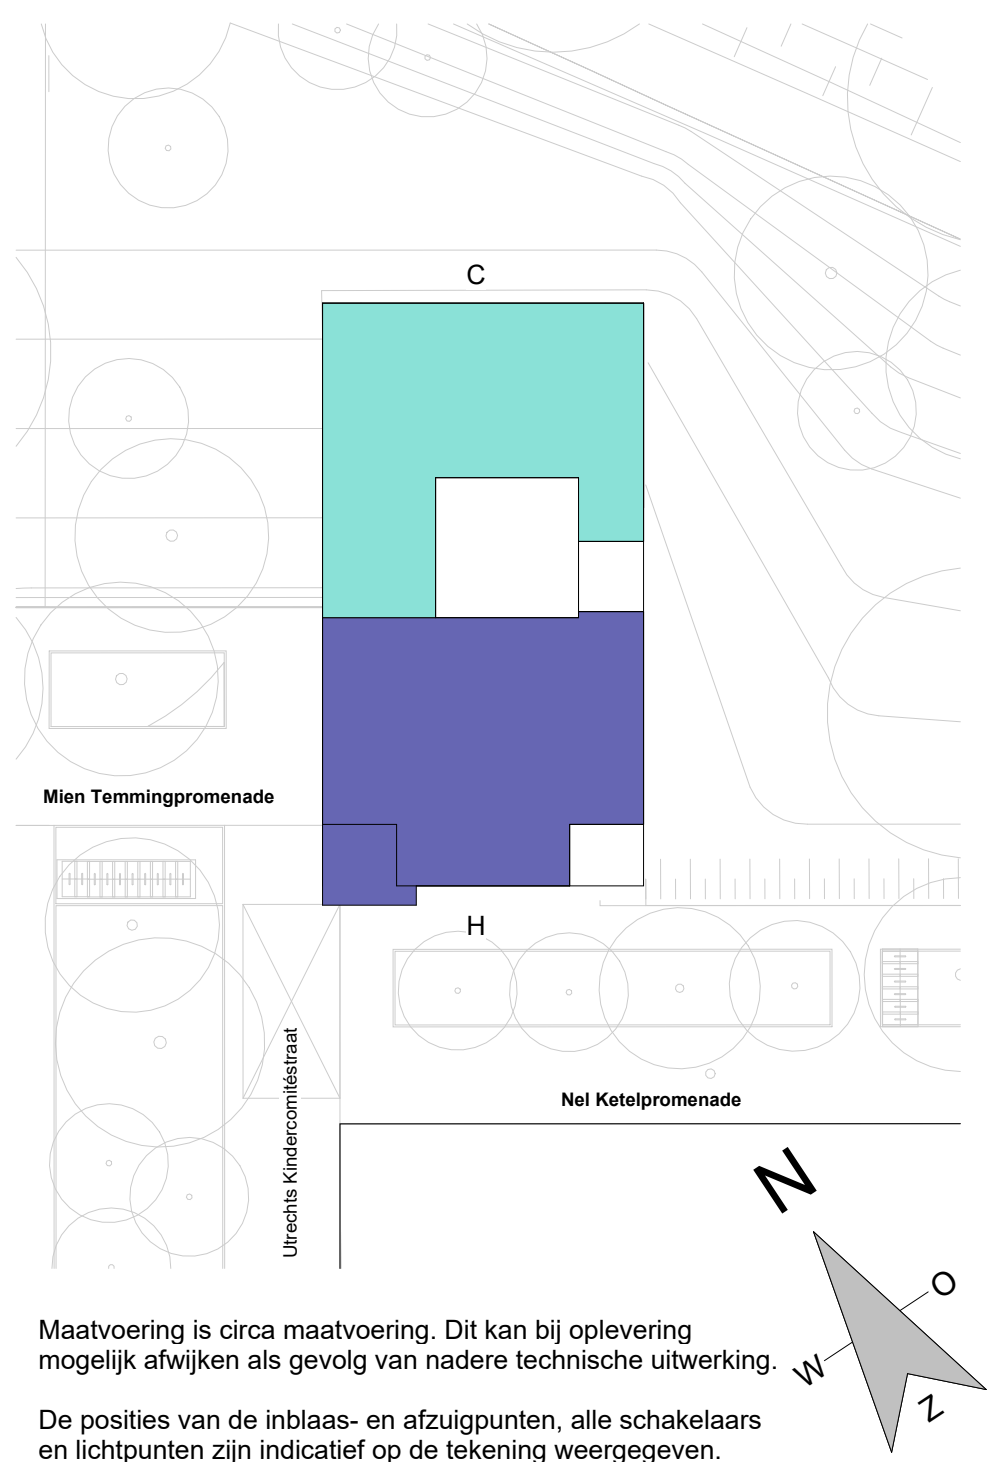 C
Mien Temmingpromenade
H
Utrechts Kindercomitéstraat
Nel Ketelpromenade
N
O
W
Z
Maatvoering is circa maatvoering. Dit kan bij oplevering
mogelijk afwijken als gevolg van nadere technische uitwerking.
De posities van de inblaas- en afzuigpunten, alle schakelaars
en lichtpunten zijn indicatief op de tekening weergegeven.